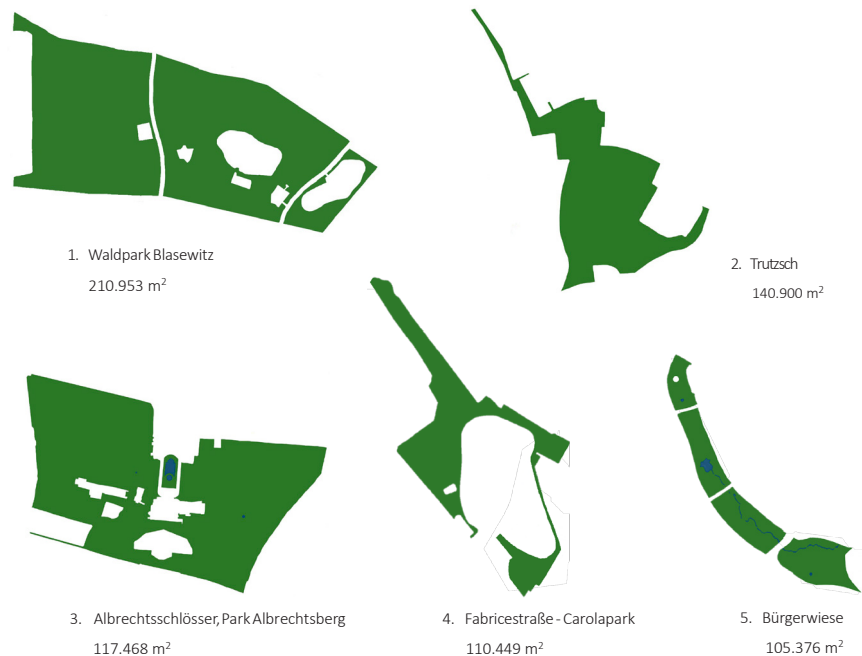 1. Waldpark Blasewitz
210.953 m²
2. Trutzsch
140.900 m²
3. Albrechtsschlösser, Park Albrechtsberg
117.468 m²
4. Fabricestraße - Carolapark
110.449 m²
5. Bürgerwiese
105.376 m²